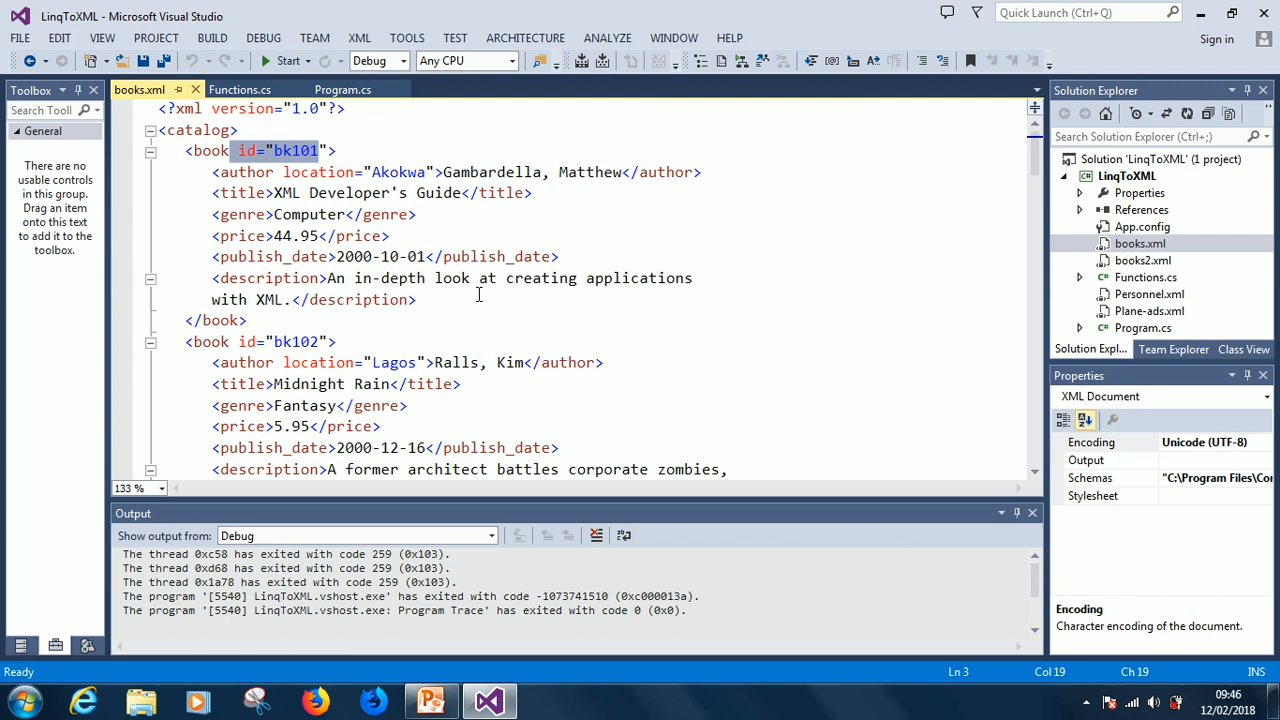 LinqToXML - Microsoft Visual Studio
Quick Launch (Ctrl+Q)
FILE EDIT VIEW PROJECT BUILD DEBUG TEAM XML TOOLS TEST ARCHITECTURE ANALYZE WINDOW HELP
Sign in
Start Debug Any CPU
Toolbox
Search Tooll
General
There are no
usable controls
in this group.
Drag an item
onto this text
to add it to the
toolbox.
books.xml Functions.cs Program.cs
<?xml version="1.0"?>
<catalog>
<book id="bk101">
<author location="Akokwa">Gambardella, Matthew</author>
<title>XML Developer's Guide</title>
<genre>Computer</genre>
<price>44.95</price>
<publish_date>2000-10-01</publish_date>
<description>An in-depth look at creating applications
with XML.</description>
</book>
<book id="bk102">
<author location="Lagos">Ralls, Kim</author>
<title>Midnight Rain</title>
<genre>Fantasy</genre>
<price>5.95</price>
<publish_date>2000-12-16</publish_date>
<description>A former architect battles corporate zombies,
133 %
Output
Show output from: Debug
The thread 0xc58 has exited with code 259 (0x103).
The thread 0xd68 has exited with code 259 (0x103).
The thread 0x1a78 has exited with code 259 (0x103).
The program '[5540] LinqToXML.vshost.exe' has exited with code -1073741510 (0xc000013a).
The program '[5540] LinqToXML.vshost.exe: Program Trace' has exited with code 0 (0x0).
Solution Explorer
Search Solution Explorer (Ctrl+;)
Solution 'LinqToXML' (1 project)
LinqToXML
Properties
References
App.config
books.xml
books2.xml
Functions.cs
Personnel.xml
Plane-ads.xml
Program.cs
Solution Expl... Team Explorer Class View
Properties
XML Document
Encoding Unicode (UTF-8)
Output
Schemas "C:\Program Files\Cor
Stylesheet
Encoding
Character encoding of the document.
Ready Ln 3 Col 19 Ch 19 INS
09:46
12/02/2018